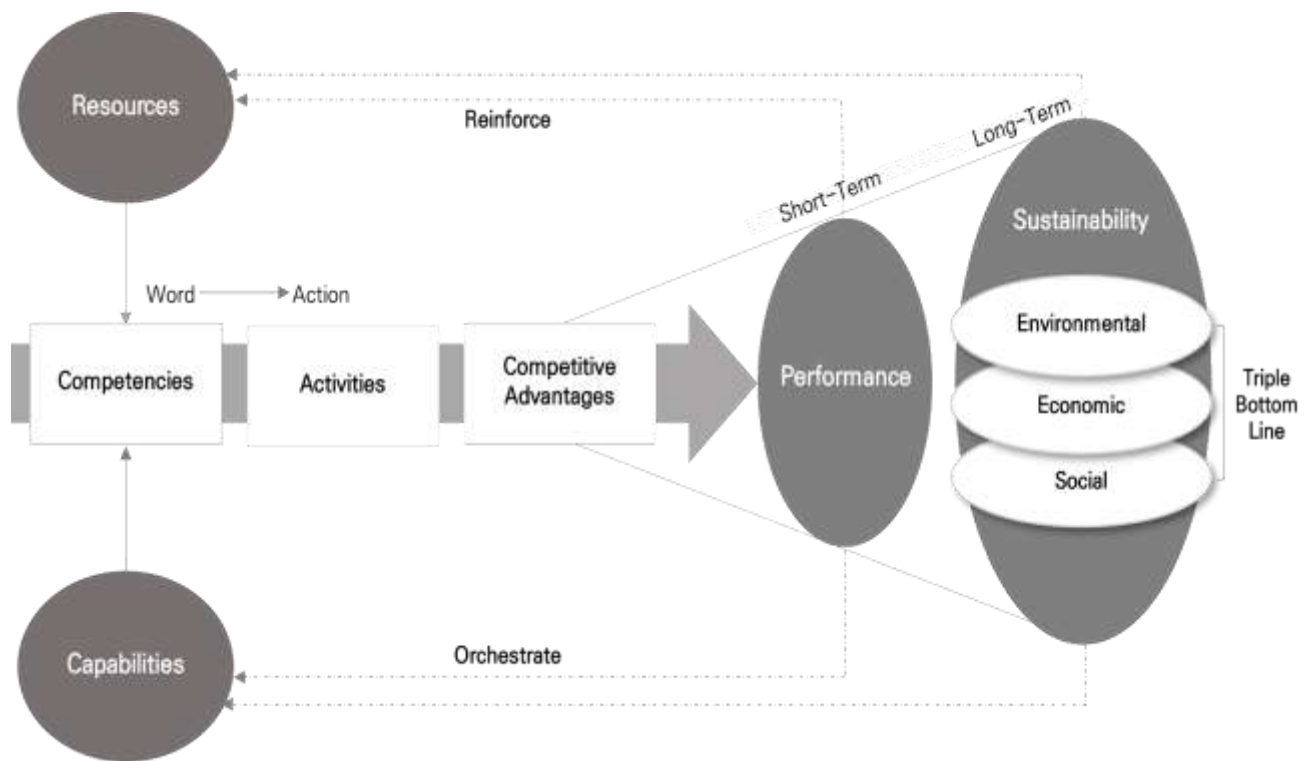 Resources
Reinforce
Short-Term
Long-Term
Sustainability
Word
Action
Environmental
Competencies
Activities
Competitive
Advantages
Performance
Economic
Triple
Bottom
Line
Social
Capabilities
Orchestrate